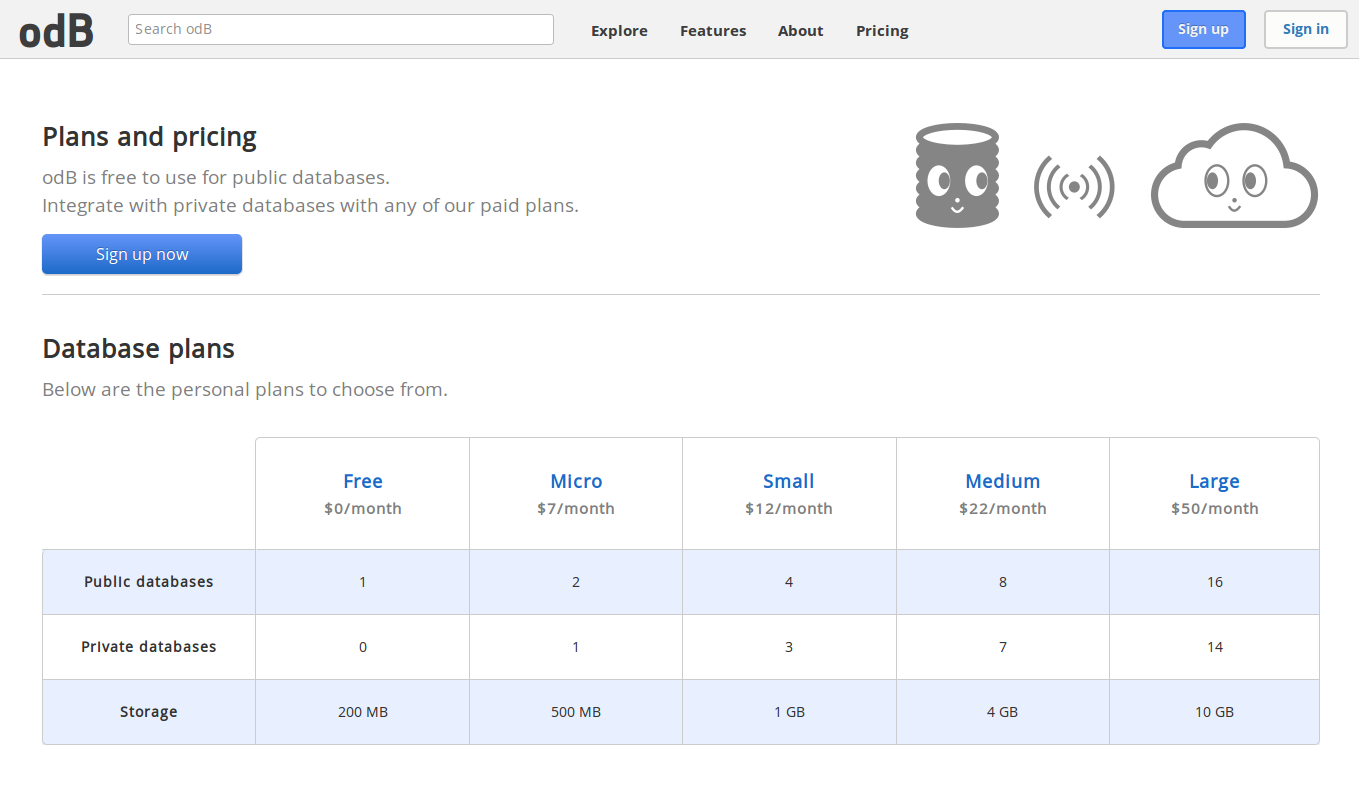 odB Search odB Explore Features About Pricing Sign up Sign in
Plans and pricing
odB is free to use for public databases.
Integrate with private databases with any of our paid plans.
Sign up now
Database plans
Below are the personal plans to choose from.
Free Micro Small Medium Large
$0/month $7/month $12/month $22/month $50/month
Public databases 1 2 4 8 16
Private databases 0 1 3 7 14
Storage 200 MB 500 MB 1 GB 4 GB 10 GB